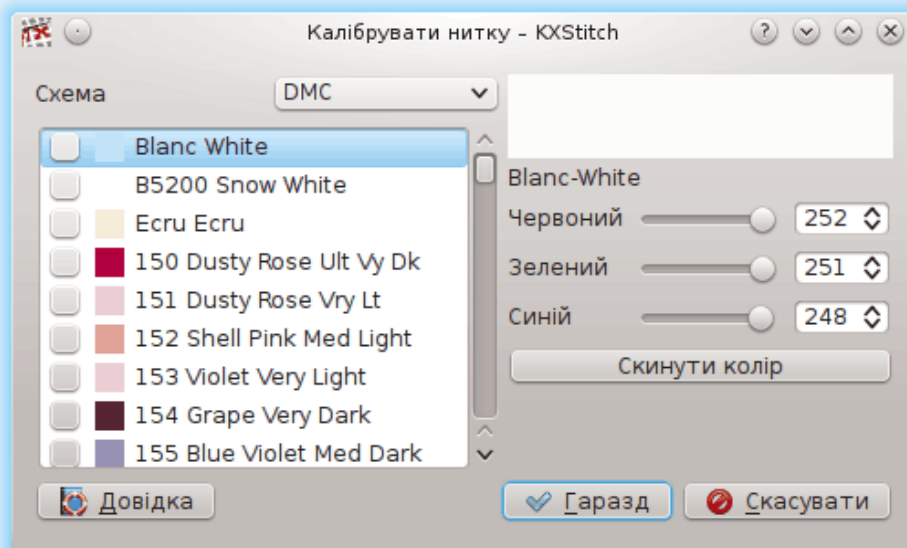 Калібрувати нитку – KXStitch
Схема
DMC
Blanc White
B5200 Snow White
Ecru Ecru
150 Dusty Rose Ult Vy Dk
151 Dusty Rose Vry Lt
152 Shell Pink Med Light
153 Violet Very Light
154 Grape Very Dark
155 Blue Violet Med Dark
Blanc-White
Червоний 252
Зелений 251
Синій 248
Скинути колір
Довідка
Гаразд
Скасувати